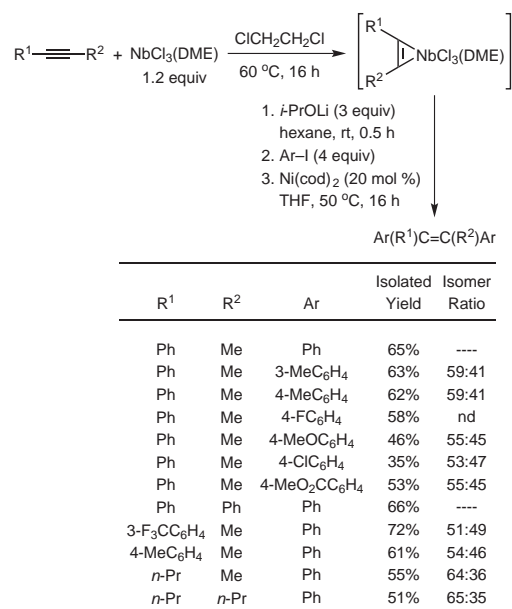 R¹ R² + NbCl₃(DME) ClCH₂CH₂Cl R¹ R² NbCl₃(DME)
1.2 equiv 60 ºC, 16 h
1. i-PrOLi (3 equiv)
hexane, rt, 0.5 h
2. Ar–I (4 equiv)
3. Ni(cod)₂ (20 mol %)
THF, 50 ºC, 16 h
Ar(R¹)C=C(R²)Ar
Isolated Isomer
R¹ R² Ar Yield Ratio
Ph Me Ph 65% ----
Ph Me 3-MeC₆H₄ 63% 59:41
Ph Me 4-MeC₆H₄ 62% 59:41
Ph Me 4-FC₆H₄ 58% nd
Ph Me 4-MeOC₆H₄ 46% 55:45
Ph Me 4-ClC₆H₄ 35% 53:47
Ph Me 4-MeO₂CC₆H₄ 53% 55:45
Ph Ph Ph 66% ----
3-F₃CC₆H₄ Me Ph 72% 51:49
4-MeC₆H₄ Me Ph 61% 54:46
n-Pr Me Ph 55% 64:36
n-Pr n-Pr Ph 51% 65:35